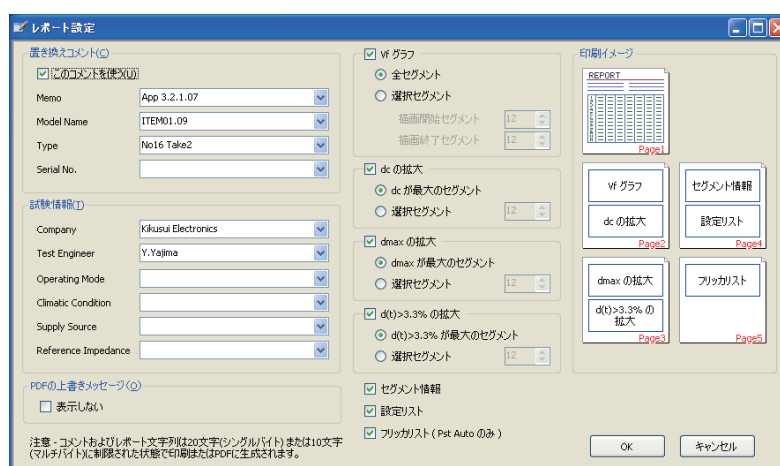 レポート設定
置き換えコメント(C)
このコメントを使う(U)
Memo
App 3.2.1.07
Model Name
ITEM01.09
Type
No16 Take2
Serial No.
試験情報(I)
Company
Kikusui Electronics
Test Engineer
Y.Yajima
Operating Mode
Climatic Condition
Supply Source
Reference Impedance
PDFの上書きメッセージ(O)
表示しない
注意 - コメントおよびレポート文字列は20文字(シングルバイト)または10文字
(マルチバイト)に制限された状態で印刷またはPDFに生成されます。
Vf グラフ
全セグメント
選択セグメント
描画開始セグメント 12
描画終了セグメント 12
dc の拡大
dc が最大のセグメント
選択セグメント 12
dmax の拡大
dmax が最大のセグメント
選択セグメント 12
d(t)>3.3% の拡大
d(t)>3.3% が最大のセグメント
選択セグメント 12
セグメント情報
設定リスト
フリッカリスト ( Pst Auto のみ )
印刷イメージ
REPORT
Page1
Vf グラフ
dc の拡大
Page2
セグメント情報
設定リスト
Page4
dmax の拡大
d(t)>3.3% の
拡大
Page3
フリッカリスト
Page5
OK
キャンセル